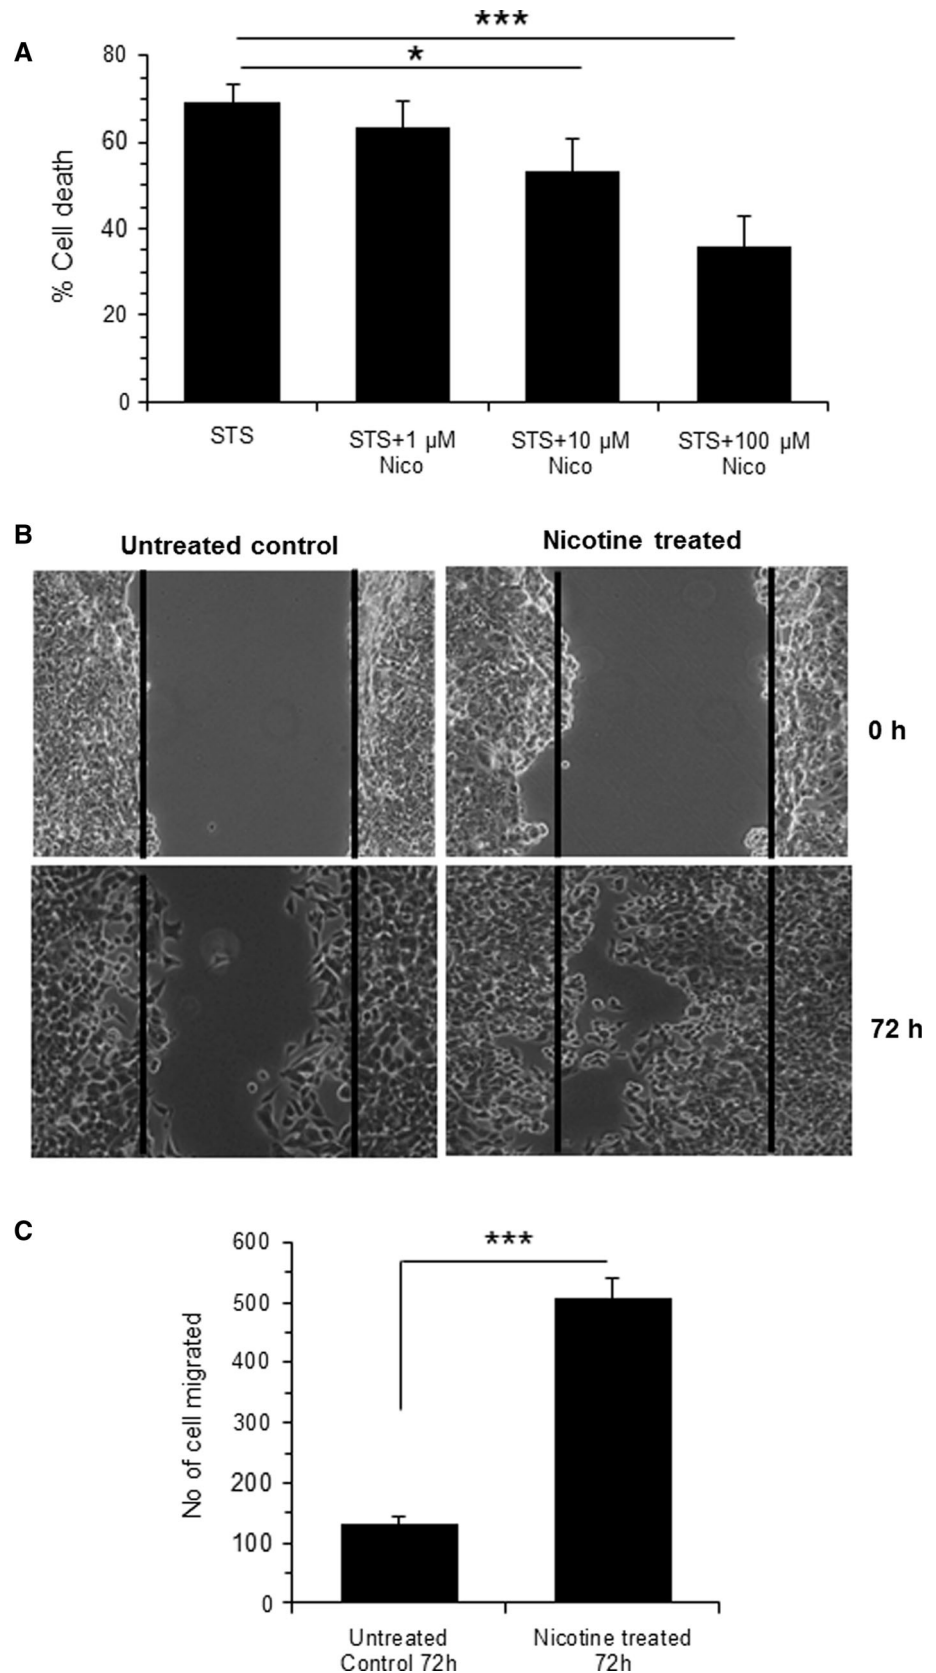 A
***
*
80
60
40
20
0
% Cell death
STS
STS+1 µM
Nico
STS+10 µM
Nico
STS+100 µM
Nico
B
Untreated control
Nicotine treated
0 h
72 h
C
***
600
500
400
300
200
100
0
No of cell migrated
Untreated
Control 72h
Nicotine treated
72h